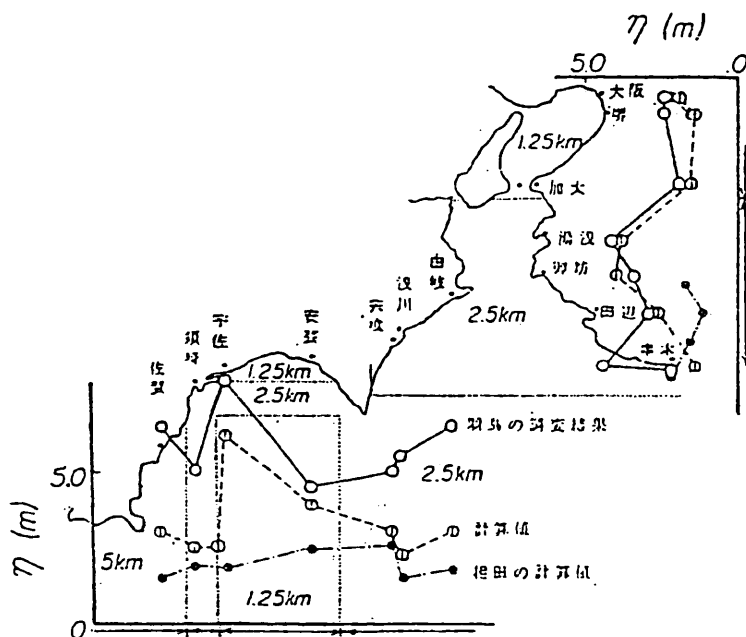 η (m)
5.0
.0
大阪
堺
1.25km
加太
湯浅
御坊
由岐
浅川
宍喰
2.5km
田辺
串本
安芸
宇佐
須崎
佐賀
1.25km
2.5km
羽鳥の調査結果
5.0
2.5km
η (m)
計算値
5km
相田の計算値
1.25km
0